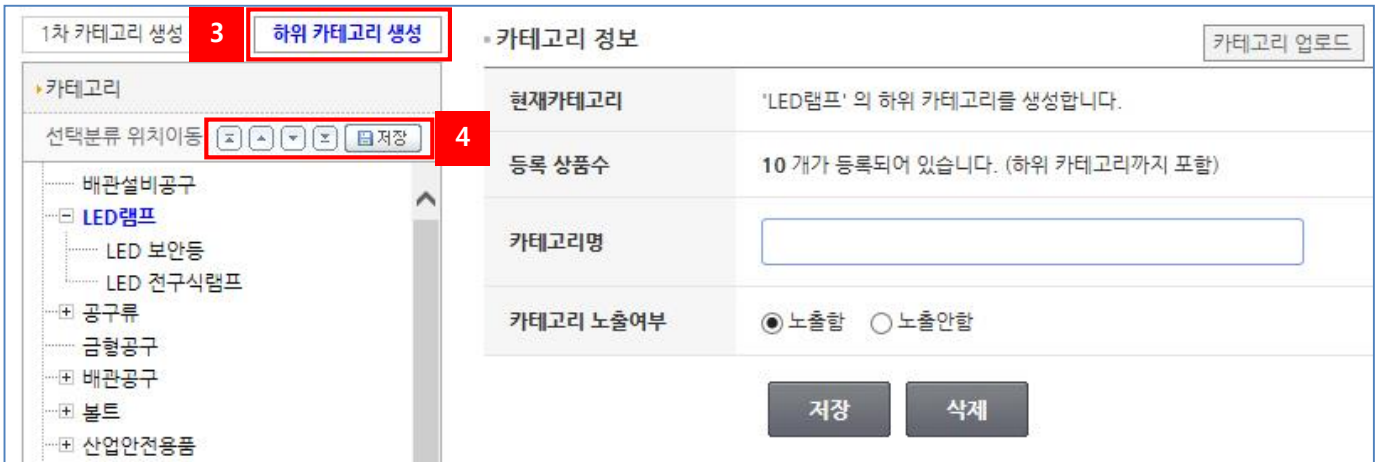 1차 카테고리 생성
3
하위 카테고리 생성
카테고리
선택분류 위치이동
저장
4
배관설비공구
LED램프
LED 보안등
LED 전구식램프
공구류
금형공구
배관공구
볼트
산업안전용품
카테고리 정보
카테고리 업로드
현재카테고리
'LED램프' 의 하위 카테고리를 생성합니다.
등록 상품수
10 개가 등록되어 있습니다. (하위 카테고리까지 포함)
카테고리명
카테고리 노출여부
노출함
노출안함
저장
삭제